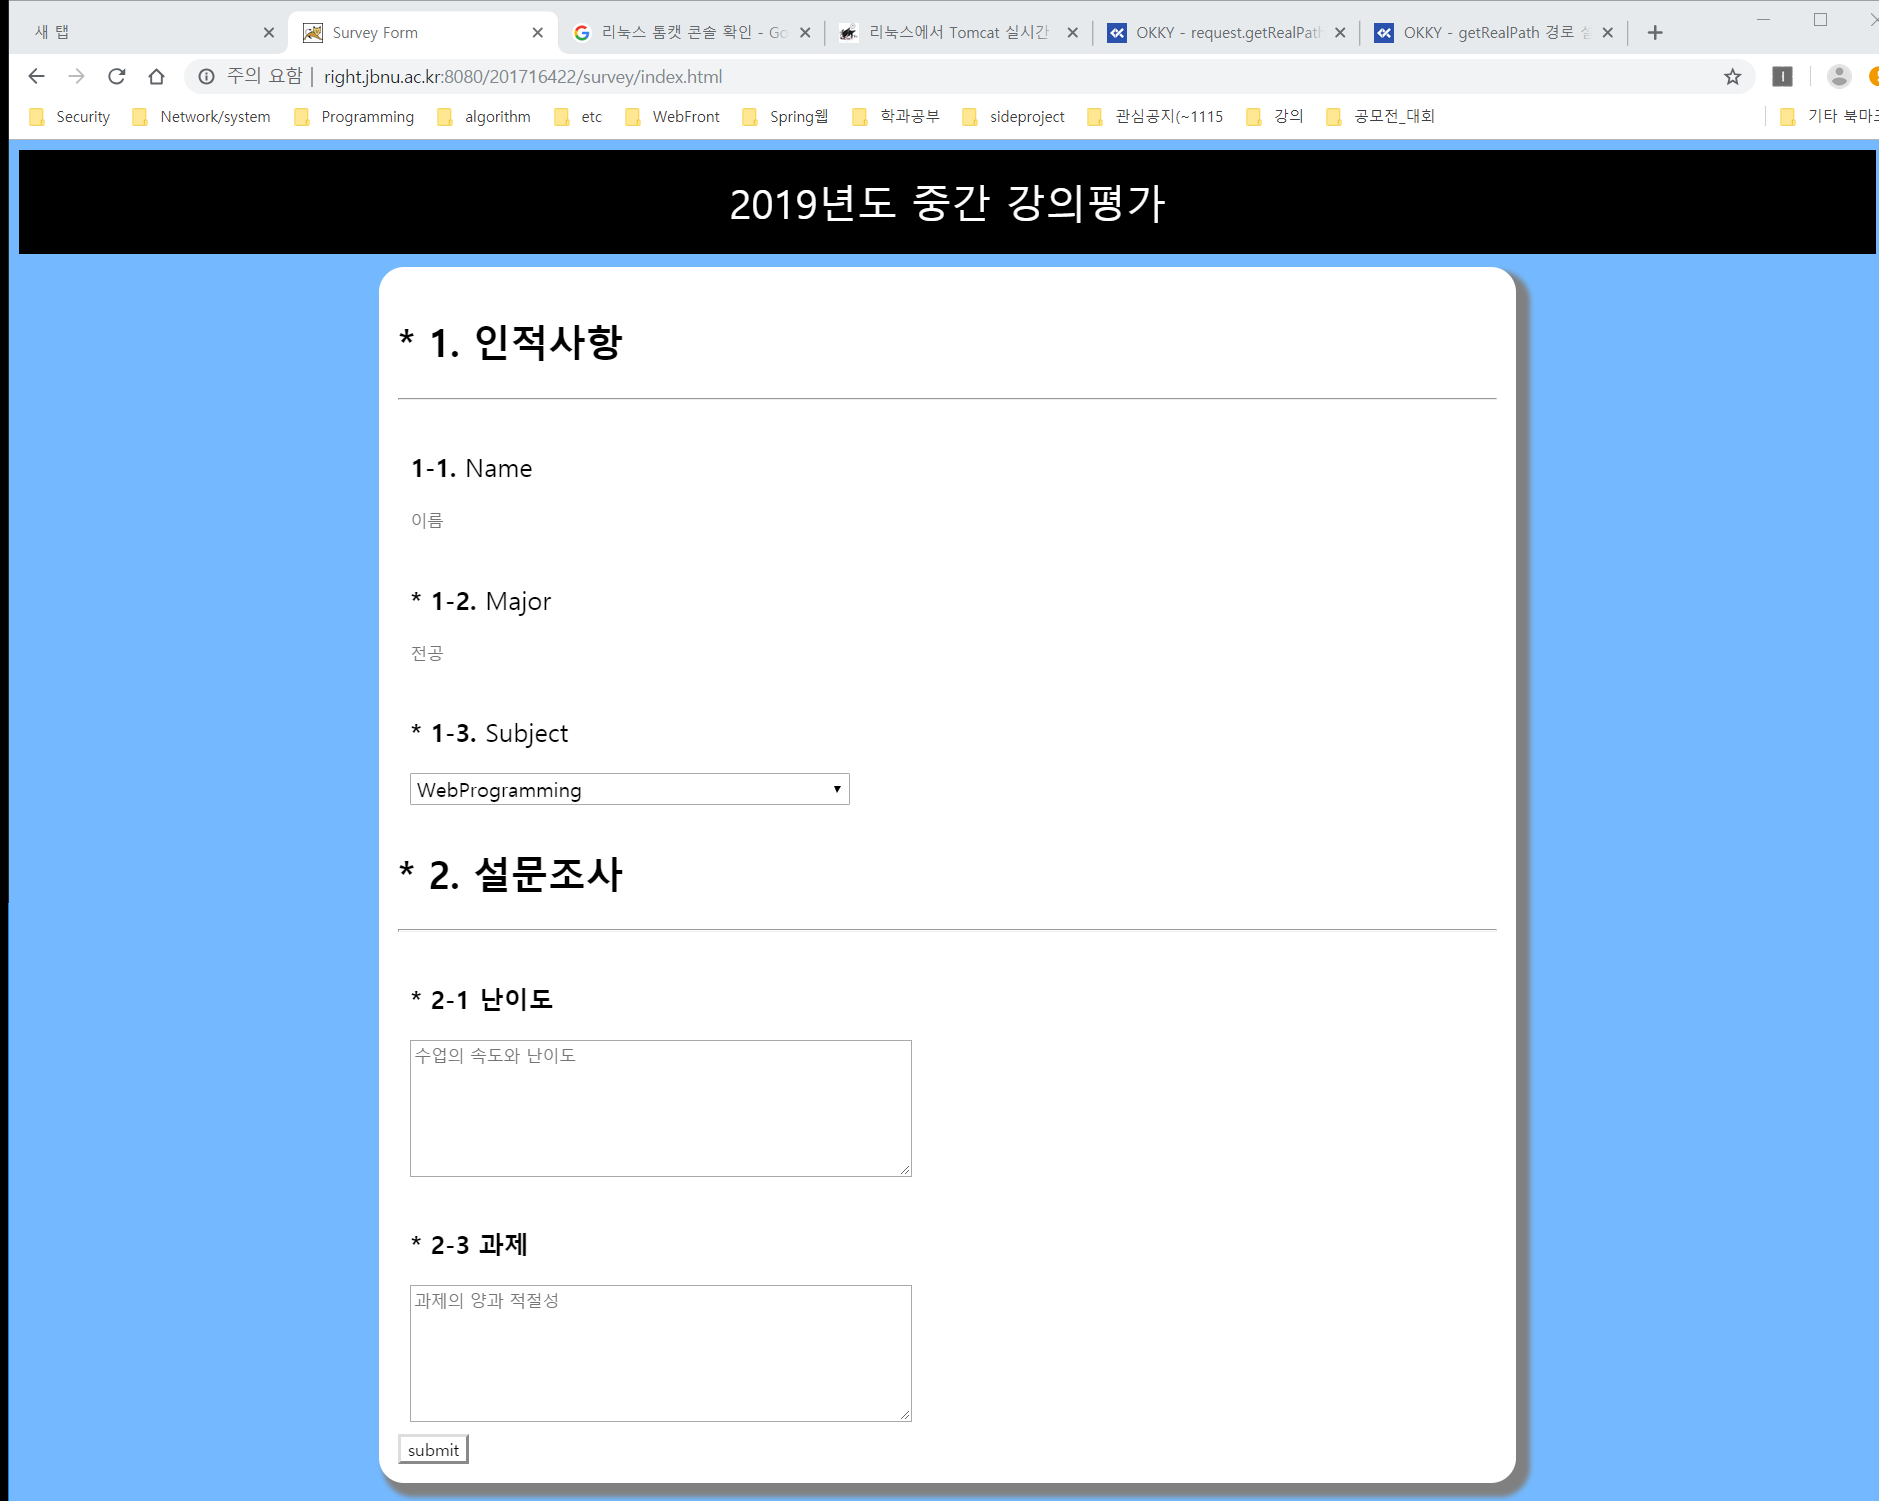 새 탭
Survey Form
리눅스 톰캣 콘솔 확인 - Go
리눅스에서 Tomcat 실시간
OKKY - request.getRealPath
OKKY - getRealPath 경로
주의 요함 | right.jbnu.ac.kr:8080/201716422/survey/index.html
Security Network/system Programming algorithm etc WebFront Spring웹 학과공부 sideproject 관심공지(~1115 강의 공모전_대회 기타 북마크
2019년도 중간 강의평가
* 1. 인적사항
1-1. Name
이름
* 1-2. Major
전공
* 1-3. Subject
WebProgramming
* 2. 설문조사
* 2-1 난이도
수업의 속도와 난이도
* 2-3 과제
과제의 양과 적절성
submit